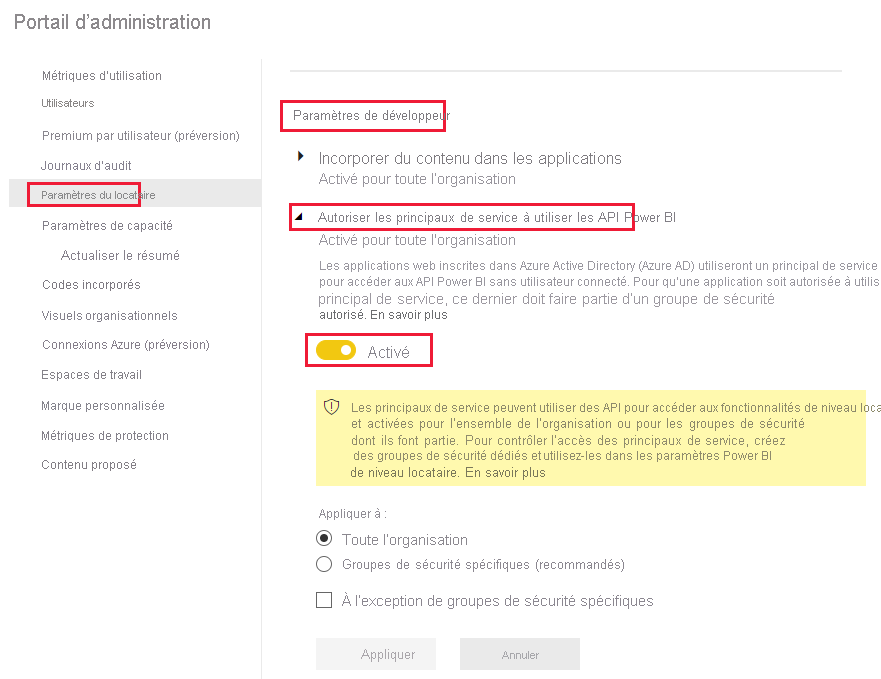 Portail d'administration
Métriques d'utilisation
Utilisateurs
Premium par utilisateur (préversion)
Journaux d'audit
Paramètres du locataire
Paramètres de capacité
Actualiser le résumé
Codes incorporés
Visuels organisationnels
Connexions Azure (préversion)
Espaces de travail
Marque personnalisée
Métriques de protection
Contenu proposé
Paramètres de développeur
Incorporer du contenu dans les applications
Activé pour toute l'organisation
Autoriser les principaux de service à utiliser les API Power BI
Activé pour toute l'organisation
Les applications web inscrites dans Azure Active Directory (Azure AD) utiliseront un principal de service
pour accéder aux API Power BI sans utilisateur connecté. Pour qu'une application soit autorisée à utilis
principal de service, ce dernier doit faire partie d'un groupe de sécurité
autorisé. En savoir plus
Activé
Les principaux de service peuvent utiliser des API pour accéder aux fonctionnalités de niveau loca
et activées pour l'ensemble de l'organisation ou pour les groupes de sécurité
dont ils font partie. Pour contrôler l'accès des principaux de service, créez
des groupes de sécurité dédiés et utilisez-les dans les paramètres Power BI
de niveau locataire. En savoir plus
Appliquer à :
Toute l'organisation
Groupes de sécurité spécifiques (recommandés)
À l'exception de groupes de sécurité spécifiques
Appliquer
Annuler